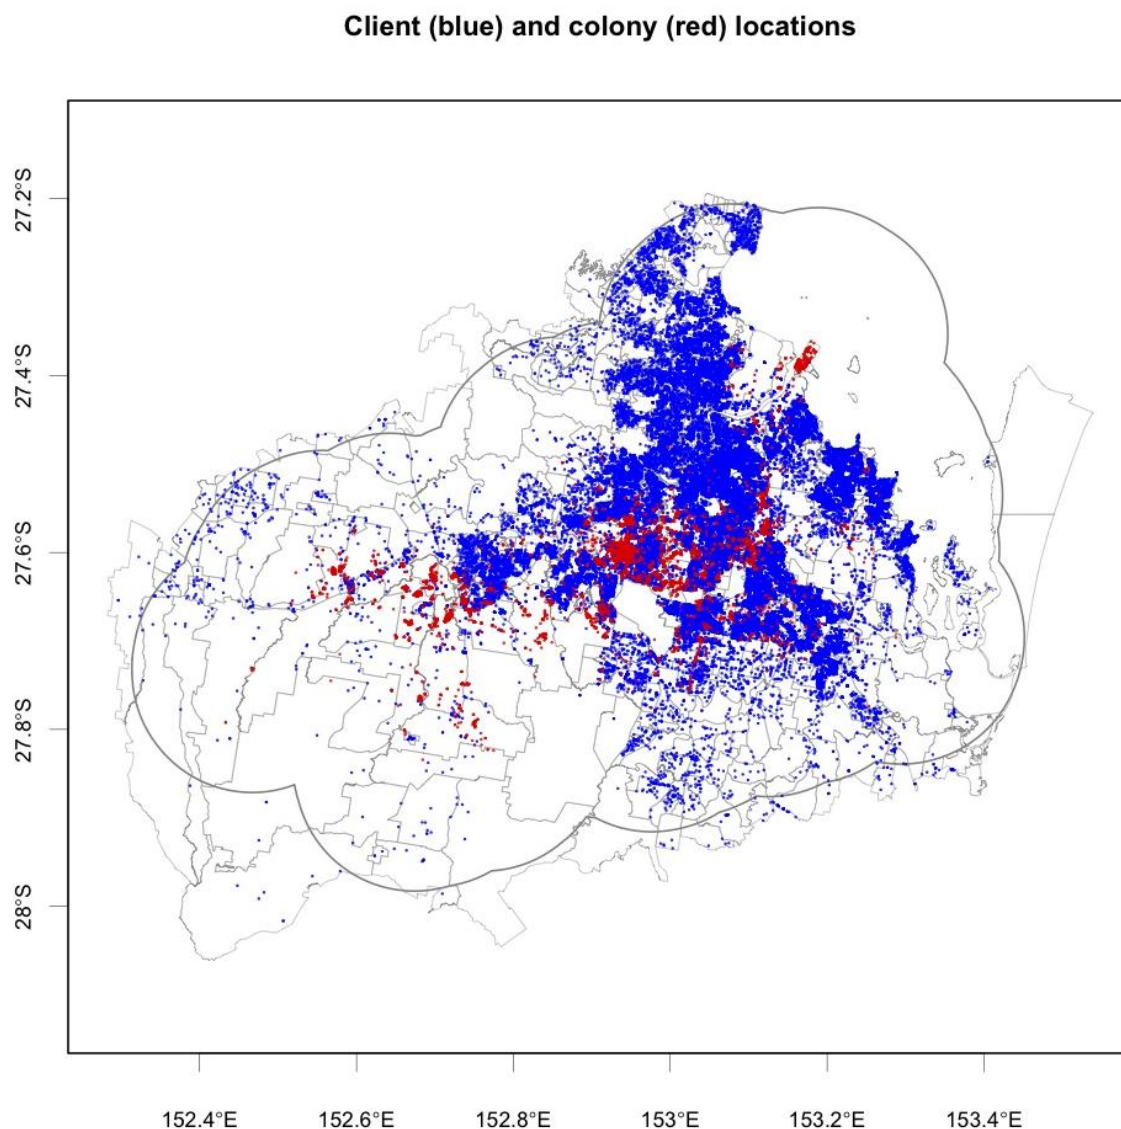 Client (blue) and colony (red) locations
27.2°S
27.4°S
27.6°S
27.8°S
28°S
152.4°E 152.6°E 152.8°E 153°E 153.2°E 153.4°E